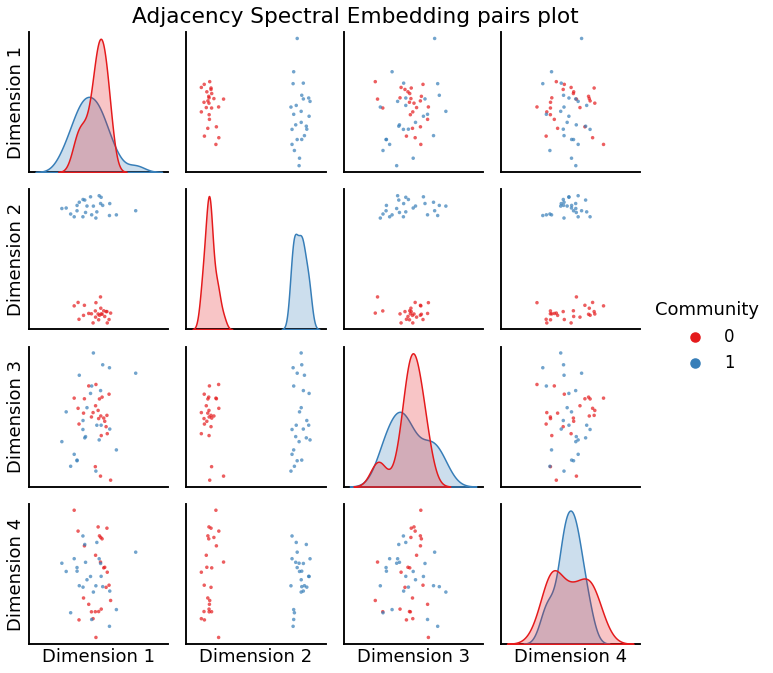 Adjacency Spectral Embedding pairs plot
Dimension 1
Dimension 2
Dimension 3
Dimension 4
Community
0
1
Dimension 1
Dimension 2
Dimension 3
Dimension 4